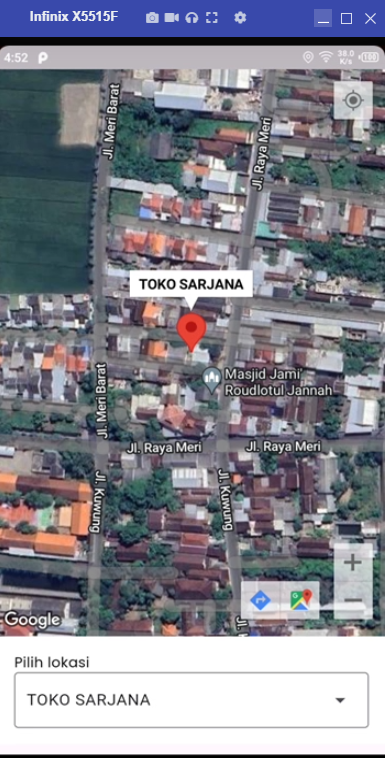 Infinix X5515F
4:52
38.0
K/s
100
Jl. Meri Barat
Jl. Raya Meri
TOKO SARJANA
Masjid Jami'
Roudlotul Jannah
Jl. Meri Barat
Jl. Raya Meri
Jl. Raya Meri
Jl. Kuwung
Jl. Kuwung
Google
Pilih lokasi
TOKO SARJANA